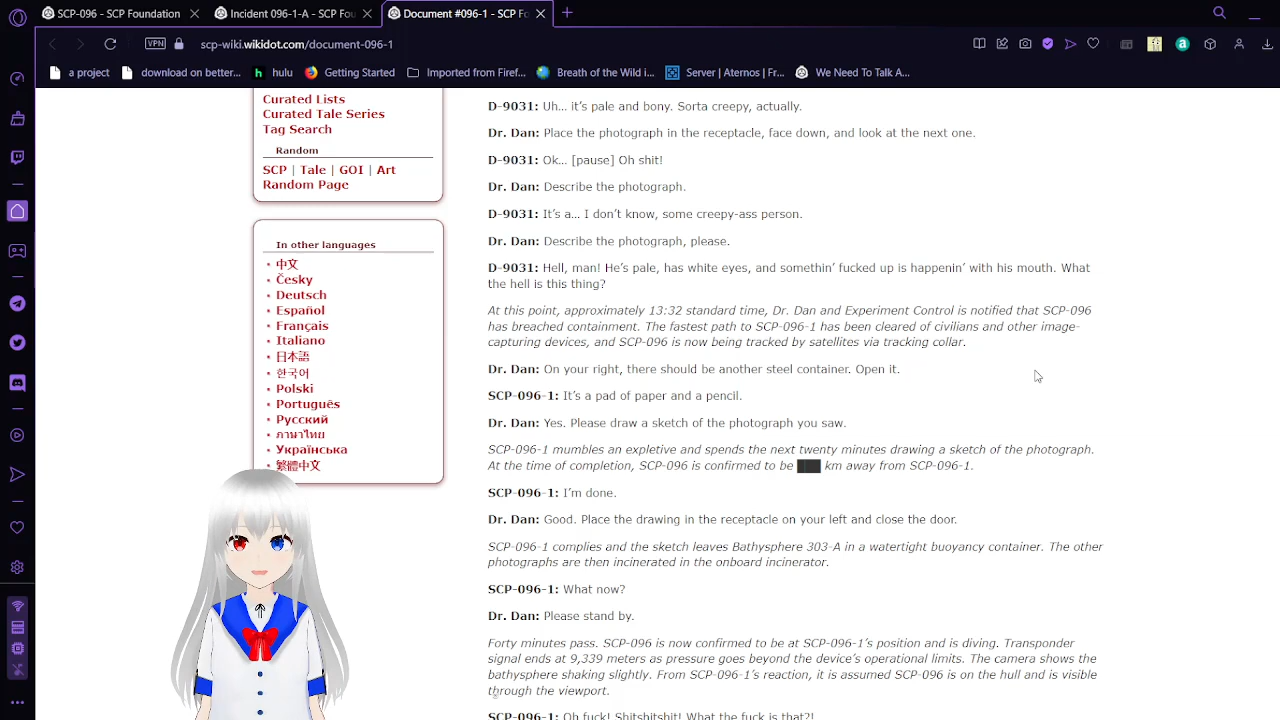 SCP-096 - SCP Foundation
Incident 096-1-A - SCP Fou
Document #096-1 - SCP Fo
VPN
scp-wiki.wikidot.com/document-096-1
a project
download on better...
hulu
Getting Started
Imported from Firef...
Breath of the Wild i...
Server | Aternos | Fr...
We Need To Talk A...
Curated Lists
Curated Tale Series
Tag Search
Random
SCP | Tale | GOI | Art
Random Page
In other languages
中文
Česky
Deutsch
Español
Français
Italiano
日本語
한국어
Polski
Português
Русский
ภาษาไทย
Українська
繁體中文
D-9031: Uh… it’s pale and bony. Sorta creepy, actually.
Dr. Dan: Place the photograph in the receptacle, face down, and look at the next one.
D-9031: Ok… [pause] Oh shit!
Dr. Dan: Describe the photograph.
D-9031: It’s a… I don’t know, some creepy-ass person.
Dr. Dan: Describe the photograph, please.
D-9031: Hell, man! He’s pale, has white eyes, and somethin’ fucked up is happenin’ with his mouth. What
the hell is this thing?
At this point, approximately 13:32 standard time, Dr. Dan and Experiment Control is notified that SCP-096
has breached containment. The fastest path to SCP-096-1 has been cleared of civilians and other image-
capturing devices, and SCP-096 is now being tracked by satellites via tracking collar.
Dr. Dan: On your right, there should be another steel container. Open it.
SCP-096-1: It’s a pad of paper and a pencil.
Dr. Dan: Yes. Please draw a sketch of the photograph you saw.
SCP-096-1 mumbles an expletive and spends the next twenty minutes drawing a sketch of the photograph.
At the time of completion, SCP-096 is confirmed to be ███ km away from SCP-096-1.
SCP-096-1: I’m done.
Dr. Dan: Good. Place the drawing in the receptacle on your left and close the door.
SCP-096-1 complies and the sketch leaves Bathysphere 303-A in a watertight buoyancy container. The other
photographs are then incinerated in the onboard incinerator.
SCP-096-1: What now?
Dr. Dan: Please stand by.
Forty minutes pass. SCP-096 is now confirmed to be at SCP-096-1’s position and is diving. Transponder
signal ends at 9,339 meters as pressure goes beyond the device’s operational limits. The camera shows the
bathysphere shaking slightly. From SCP-096-1’s reaction, it is assumed SCP-096 is on the hull and is visible
through the viewport.
SCP-096-1: Oh fuck! Shitshitshit! What the fuck is that?!